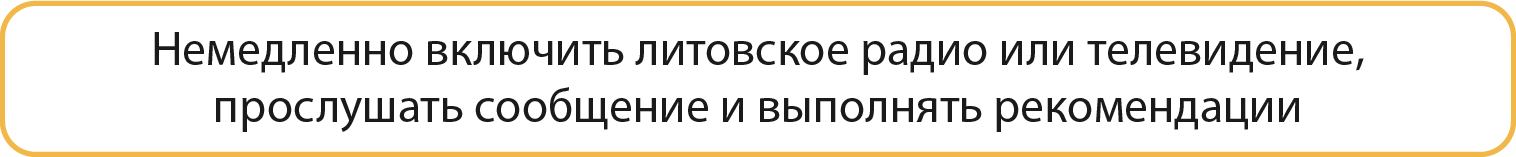 Немедленно включить литовское радио или телевидение,
прослушать сообщение и выполнять рекомендации